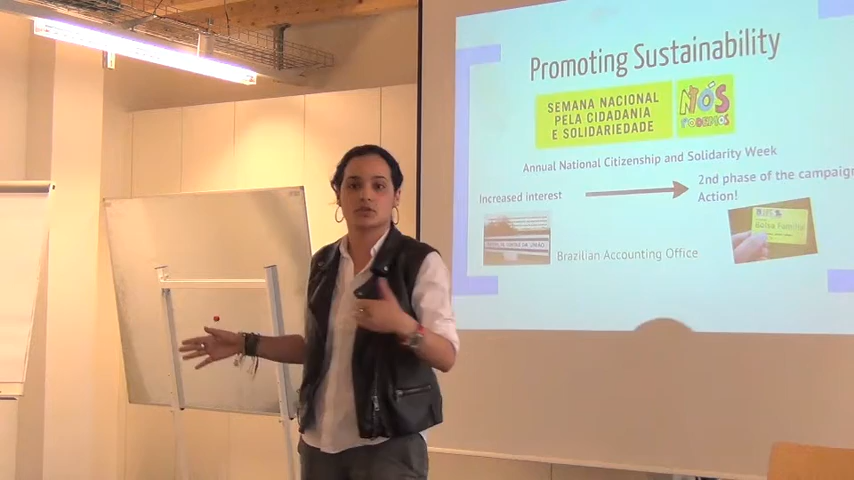 Promoting Sustainability
SEMANA NACIONAL
PELA CIDADANIA
E SOLIDARIEDADE
NÓS
PODEMOS
Annual National Citizenship and Solidarity Week
Increased interest
2nd phase of the campaign
Action!
Bolsa Família
Brazilian Accounting Office